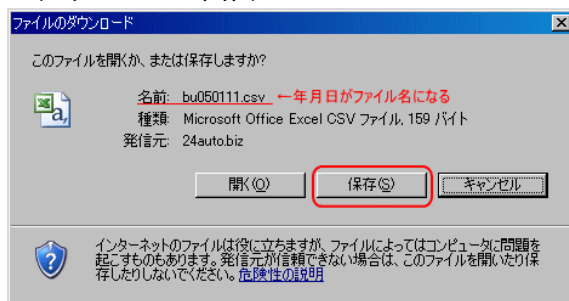 ファイルのダウンロード
このファイルを開くか、または保存しますか?
名前: bu050111.csv ←年月日がファイル名になる
種類: Microsoft Office Excel CSV ファイル, 159 バイト
発信元: 24auto.biz
開く(O) 保存(S) キャンセル
インターネットのファイルは役に立ちますが、ファイルによってはコンピュータに問題を
起こすものもあります。発信元が信頼できない場合は、このファイルを開いたり保
存したりしないでください。危険性の説明